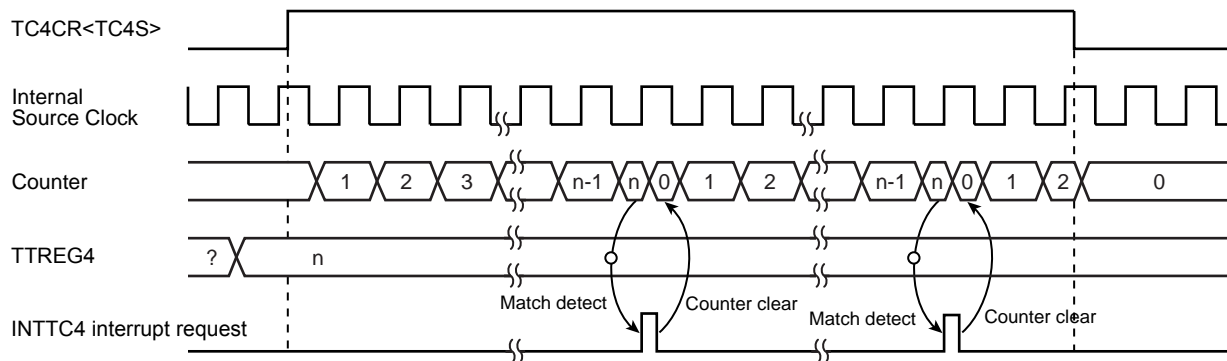 TC4CR<TC4S>
Internal
Source Clock
Counter
1 2 3 n-1 n 0 1 2 n-1 n 0 1 2 0
TTREG4
? n
Match detect Counter clear Match detect Counter clear
INTTC4 interrupt request